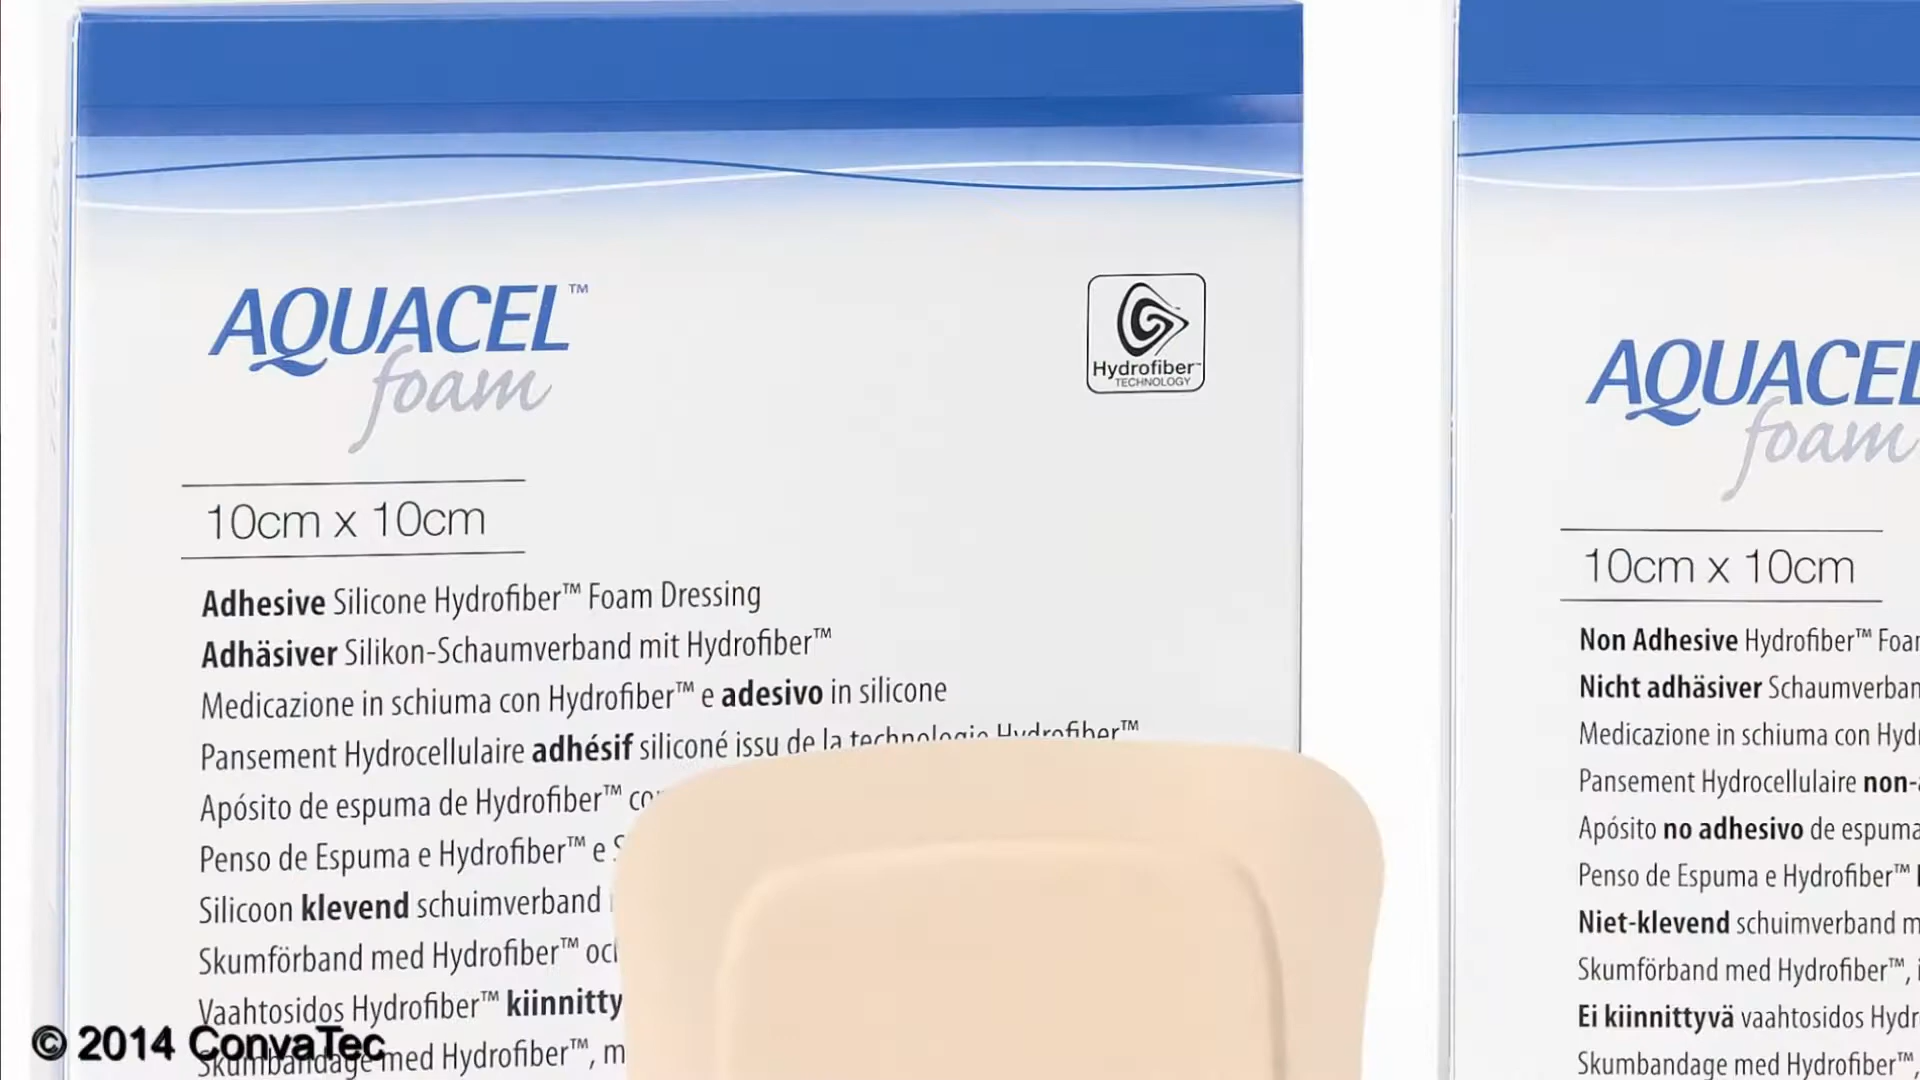 AQUACEL™
foam
Hydrofiber™
TECHNOLOGY
10cm x 10cm
Adhesive Silicone Hydrofiber™ Foam Dressing
Adhäsiver Silikon-Schaumverband mit Hydrofiber™
Medicazione in schiuma con Hydrofiber™ e adesivo in silicone
Pansement Hydrocellulaire adhésif siliconé issu de la technologie Hydrofiber™
Apósito de espuma de Hydrofiber™
Penso de Espuma e Hydrofiber™ e
Silicoon klevend schuimverband
Skumförband med Hydrofiber™
Vaahtosidos Hydrofiber™
Skumbandage med Hydrofiber™,
© 2014 ConvaTec
AQUACEL
foam
10cm x 10cm
Non Adhesive Hydrofiber™
Nicht adhäsiver
Medicazione in schiuma con
Pansement Hydrocellulaire
Apósito no adhesivo de
Penso de Espuma e Hydrofiber™
Niet-klevend schuimverband
Skumförband med Hydrofiber™,
Ei kiinnittyvä vaahtosidos
Skumbandage med Hydrofiber™,